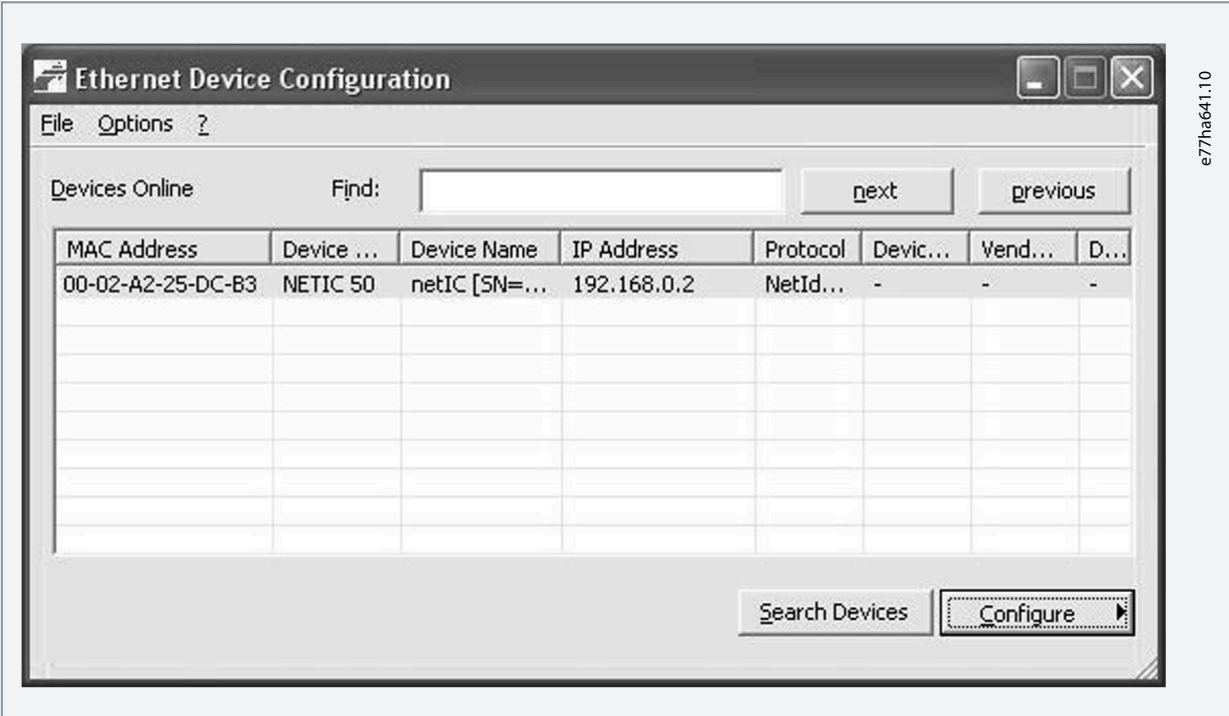 Ethernet Device Configuration
File Options ?
Devices Online Find: next previous
MAC Address Device ... Device Name IP Address Protocol Devic... Vend... D...
00-02-A2-25-DC-B3 NETIC 50 netIC [SN=... 192.168.0.2 NetId... - - -
Search Devices Configure
e77ha641.10